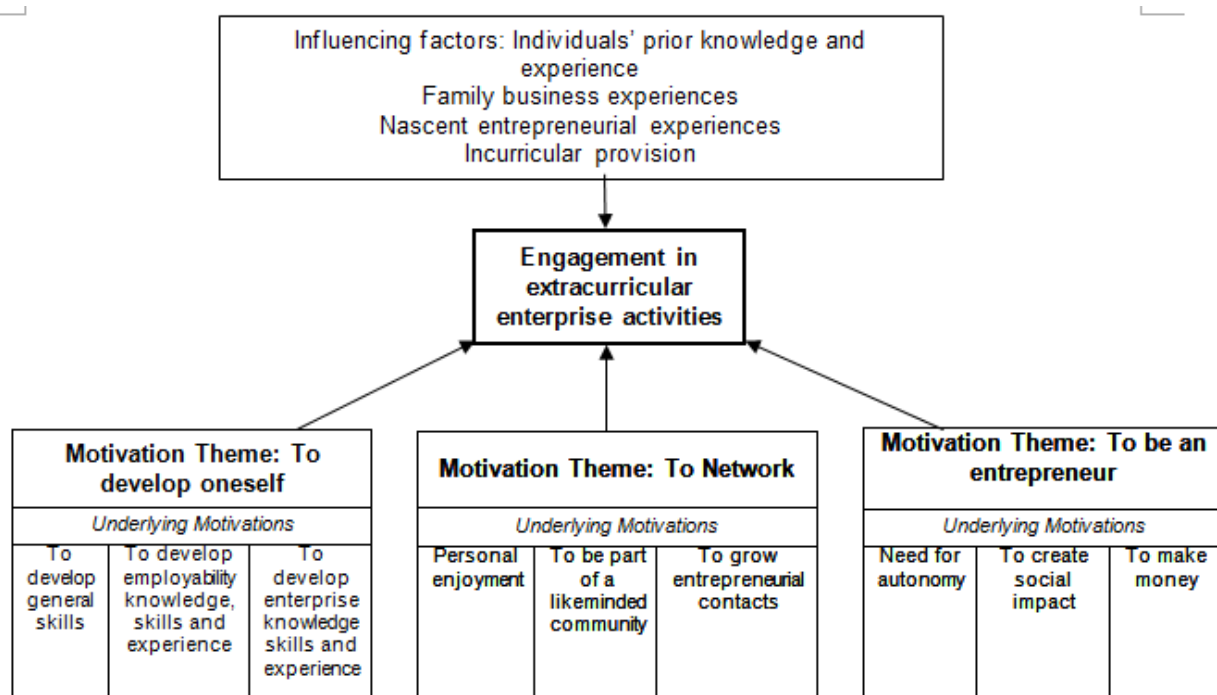 Influencing factors: Individuals' prior knowledge and
experience
Family business experiences
Nascent entrepreneurial experiences
Incurricular provision
Engagement in
extracurricular
enterprise activities
Motivation Theme: To
develop oneself
Underlying Motivations
To
develop
general
skills
To develop
employability
knowledge,
skills and
experience
To
develop
enterprise
knowledge
skills and
experience
Motivation Theme: To Network
Underlying Motivations
Personal
enjoyment
To be part
of a
likeminded
community
To grow
entrepreneurial
contacts
Motivation Theme: To be an
entrepreneur
Underlying Motivations
Need for
autonomy
To create
social
impact
To make
money